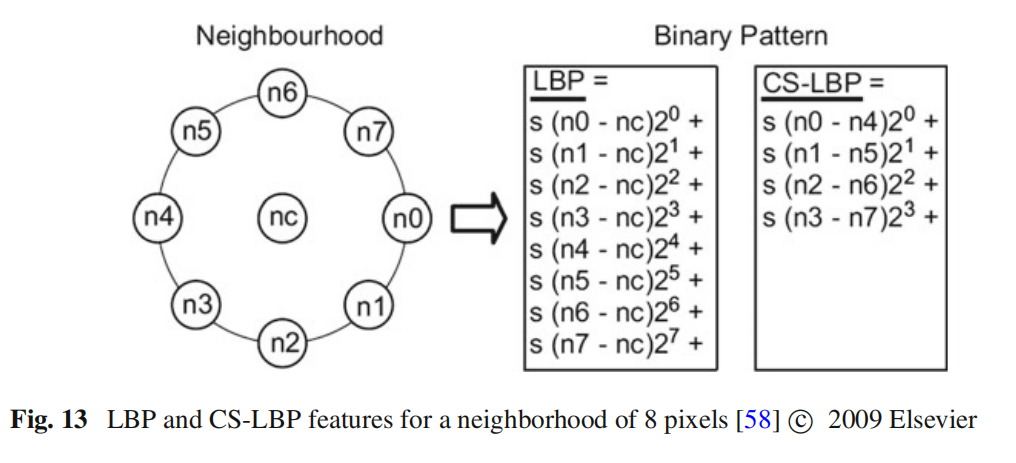 Neighbourhood
Binary Pattern
n6
n5
n7
n4
nc
n0
n3
n1
n2
LBP =
s (n0 - nc)2⁰ +
s (n1 - nc)2¹ +
s (n2 - nc)2² +
s (n3 - nc)2³ +
s (n4 - nc)2⁴ +
s (n5 - nc)2⁵ +
s (n6 - nc)2⁶ +
s (n7 - nc)2⁷ +
CS-LBP =
s (n0 - n4)2⁰ +
s (n1 - n5)2¹ +
s (n2 - n6)2² +
s (n3 - n7)2³ +
Fig. 13 LBP and CS-LBP features for a neighborhood of 8 pixels [58] © 2009 Elsevier